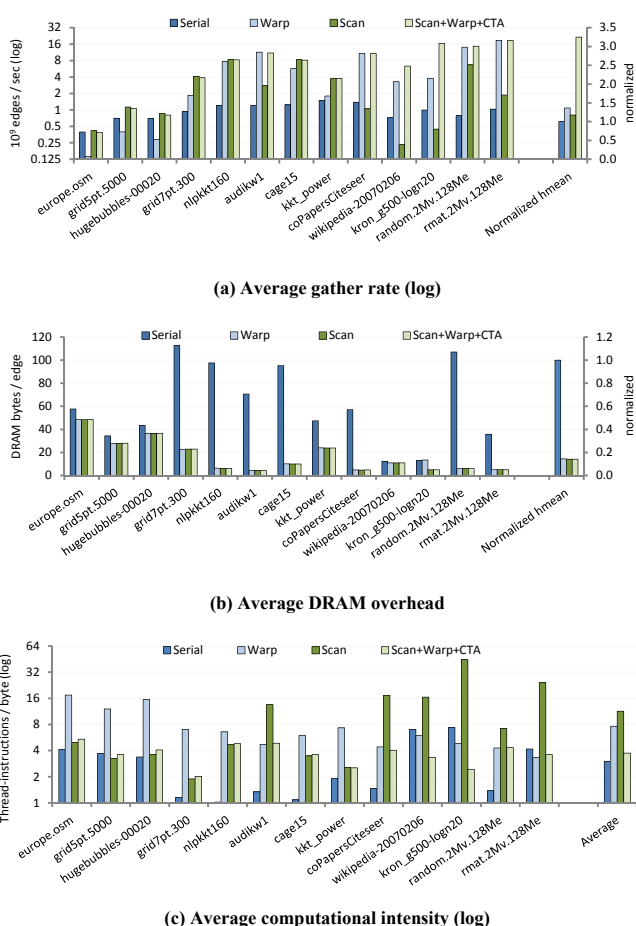 Serial Warp Scan Scan+Warp+CTA
10⁹ edges / sec (log)
32
16
8
4
2
1
0.5
0.25
0.125
3.5
3.0
2.5
2.0
1.5
1.0
0.5
0.0
normalized
europe.osm
grid5pt.5000
hugebubbles-00020
grid7pt.300
nlpkkt160
audikw1
cage15
kkt_power
coPapersCiteseer
wikipedia-20070206
kron_g500-logn20
random.2Mv.128Me
rmat.2Mv.128Me
Normalized hmean
(a) Average gather rate (log)
Serial Warp Scan Scan+Warp+CTA
DRAM bytes / edge
120
100
80
60
40
20
0
1.2
1.0
0.8
0.6
0.4
0.2
0.0
normalized
europe.osm
grid5pt.5000
hugebubbles-00020
grid7pt.300
nlpkkt160
audikw1
cage15
kkt_power
coPapersCiteseer
wikipedia-20070206
kron_g500-logn20
random.2Mv.128Me
rmat.2Mv.128Me
Normalized hmean
(b) Average DRAM overhead
Serial Warp Scan Scan+Warp+CTA
Thread-instructions / byte (log)
64
32
16
8
4
2
1
europe.osm
grid5pt.5000
hugebubbles-00020
grid7pt.300
nlpkkt160
audikw1
cage15
kkt_power
coPapersCiteseer
wikipedia-20070206
kron_g500-logn20
random.2Mv.128Me
rmat.2Mv.128Me
Average
(c) Average computational intensity (log)